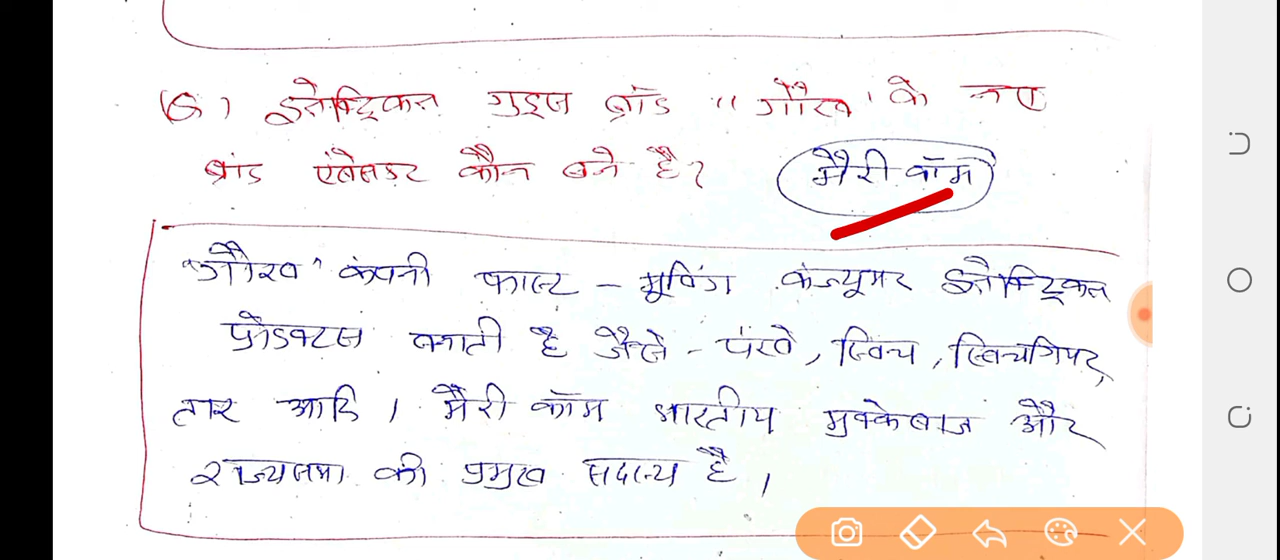 (6) इलैक्ट्रिकल गुड्ज ब्रांड "गौरव" के नए
ब्रांड एंबेसडर कौन बने है? मैरी कॉम
"गौरव" कंपनी फास्ट - मूविंग कंज्यूमर इलैक्ट्रिकल
प्रोडक्टस बनाती है जैसे - पंखे, स्विच, स्विचगियर,
तार आदि। मैरी कॉम भारतीय मुक्केबाज और
राज्यसभा की प्रमुख सदस्य है।